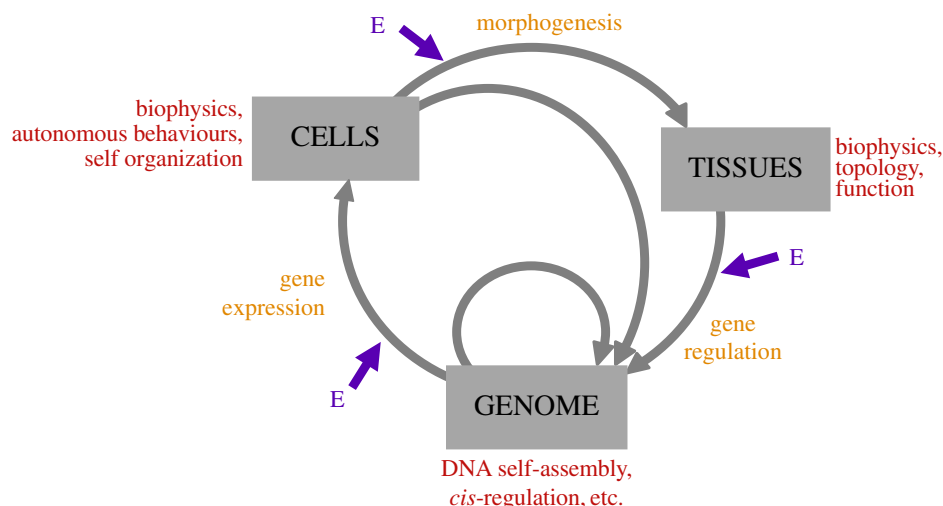 E
morphogenesis
biophysics,
autonomous behaviours,
self organization
CELLS
TISSUES
biophysics,
topology,
function
E
gene
expression
gene
regulation
E
GENOME
DNA self-assembly,
cis-regulation, etc.